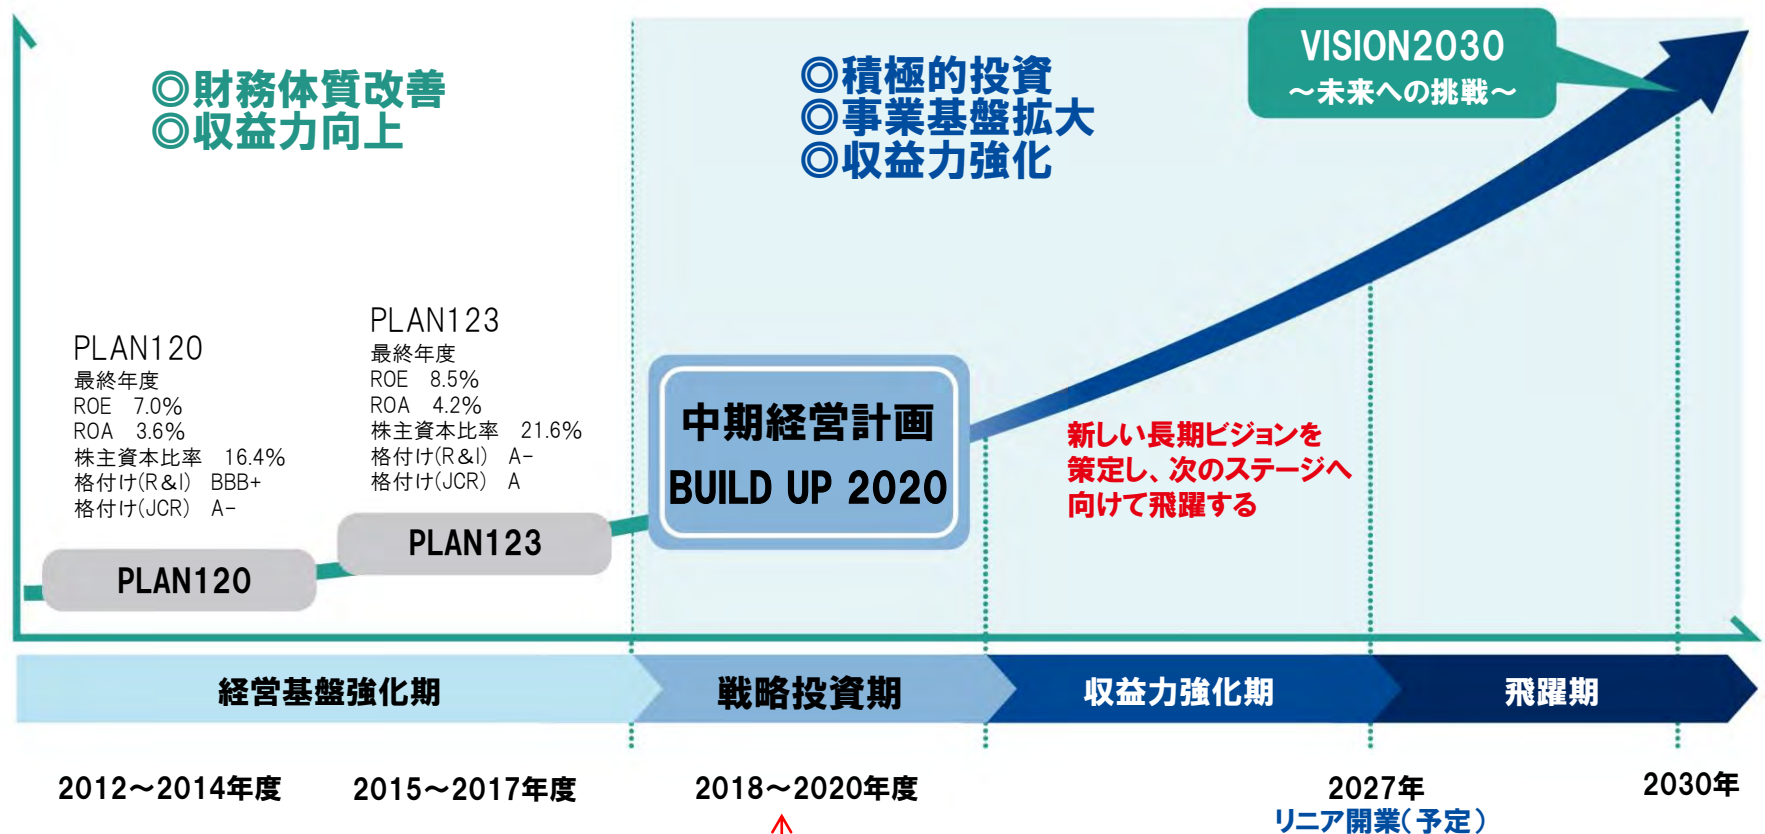 ◎財務体質改善
◎収益力向上
◎積極的投資
◎事業基盤拡大
◎収益力強化
VISION2030
～未来への挑戦～
PLAN120
最終年度
ROE 7.0%
ROA 3.6%
株主資本比率 16.4%
格付け(R&I) BBB+
格付け(JCR) A-
PLAN123
最終年度
ROE 8.5%
ROA 4.2%
株主資本比率 21.6%
格付け(R&I) A-
格付け(JCR) A
中期経営計画
BUILD UP 2020
新しい長期ビジョンを
策定し、次のステージへ
向けて飛躍する
PLAN120
PLAN123
経営基盤強化期
戦略投資期
収益力強化期
飛躍期
2012～2014年度
2015～2017年度
2018～2020年度
2027年
リニア開業(予定)
2030年